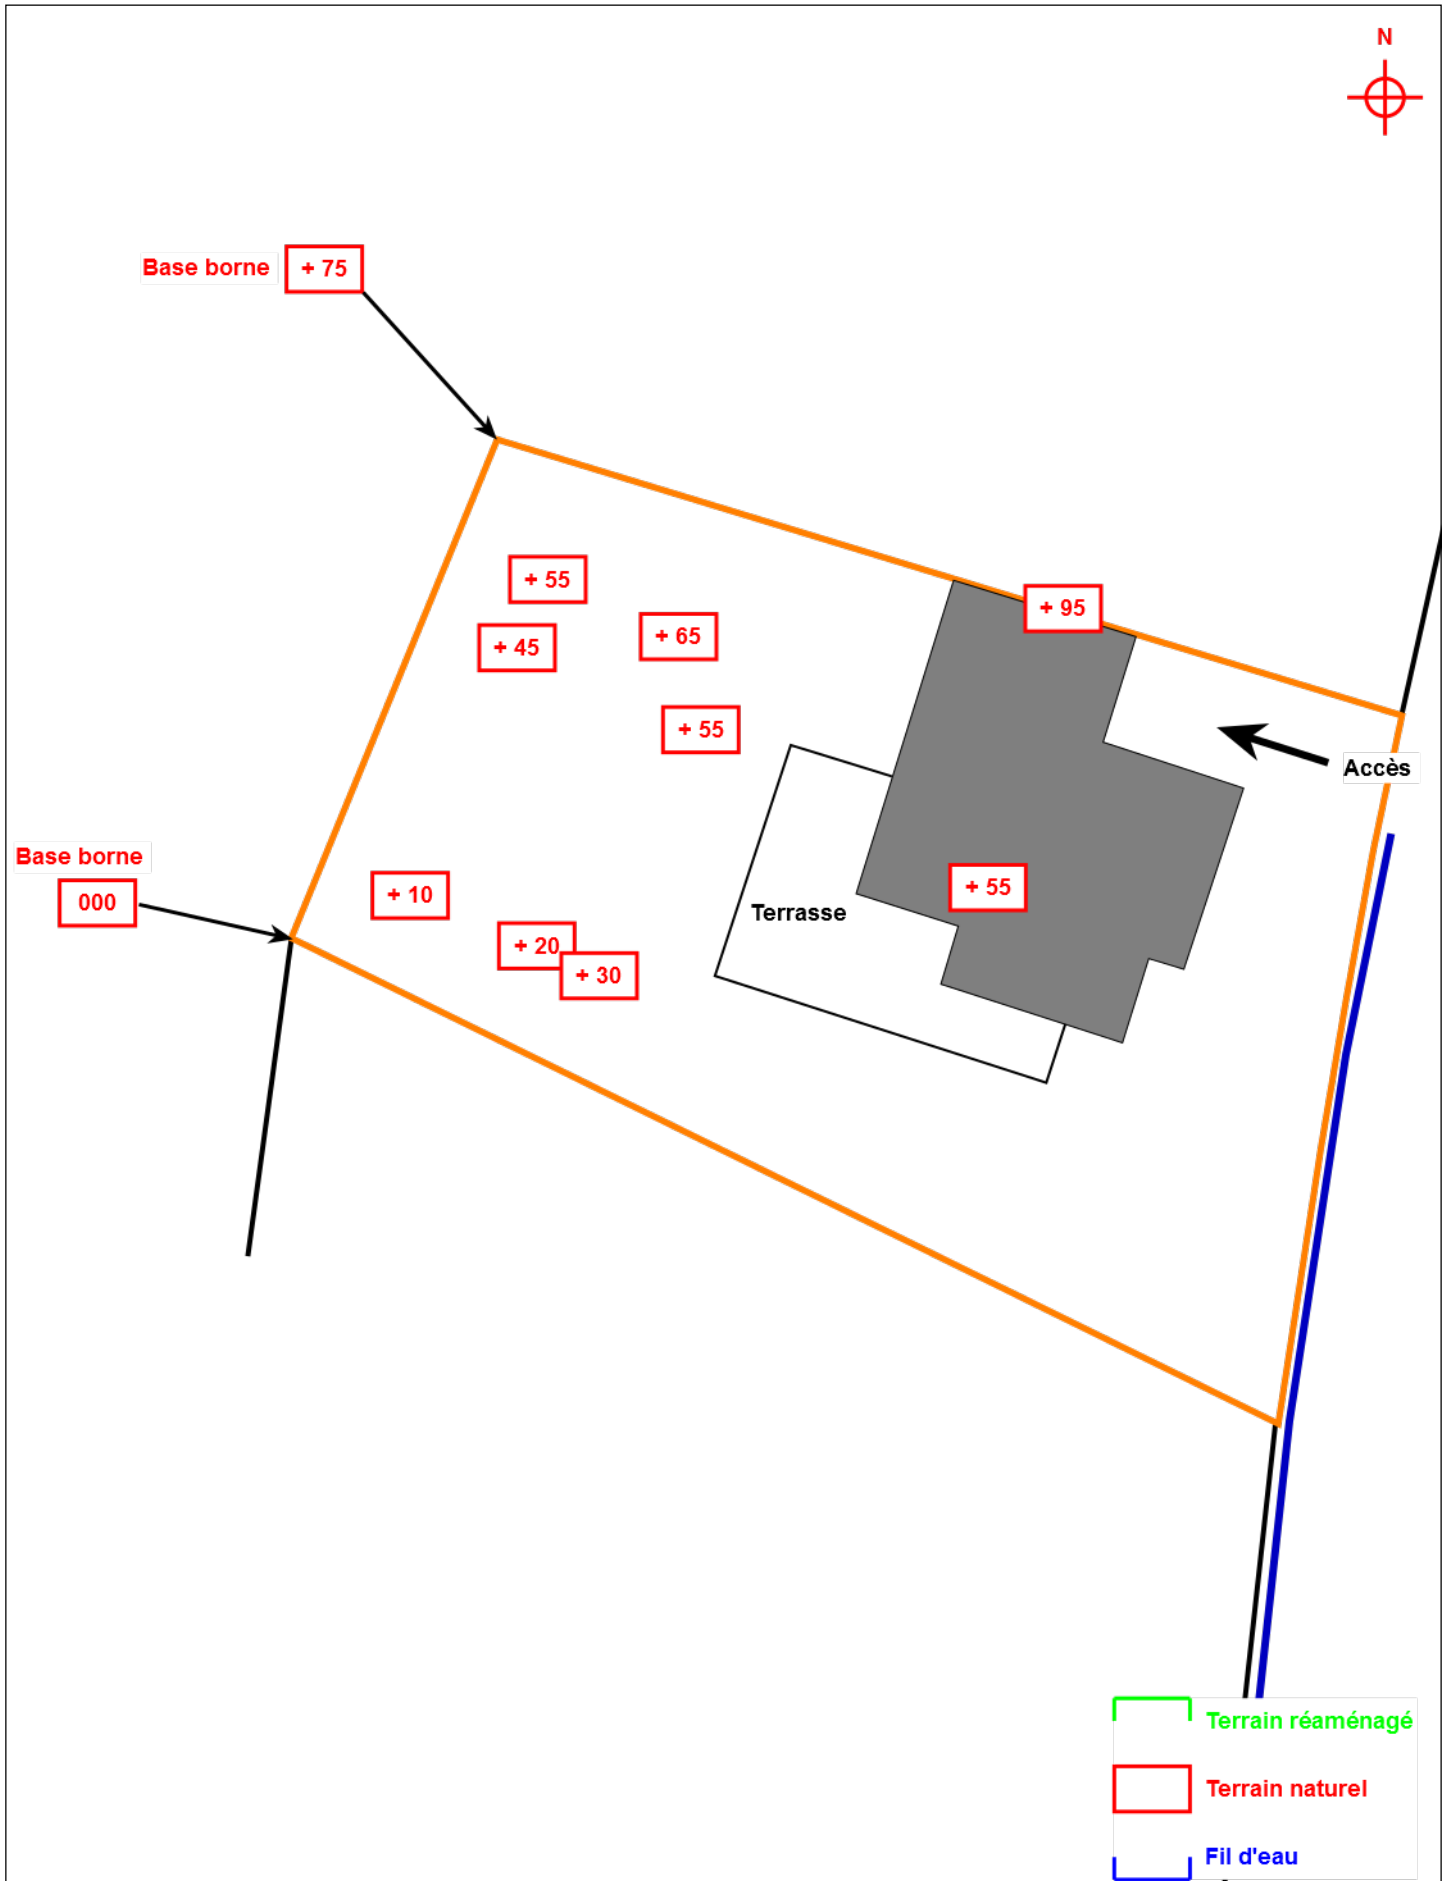 N
Base borne
+ 75
+ 55
+ 95
+ 65
+ 45
+ 55
Accès
Base borne
000
+ 10
+ 55
Terrasse
+ 20
+ 30
Terrain réaménagé
Terrain naturel
Fil d'eau